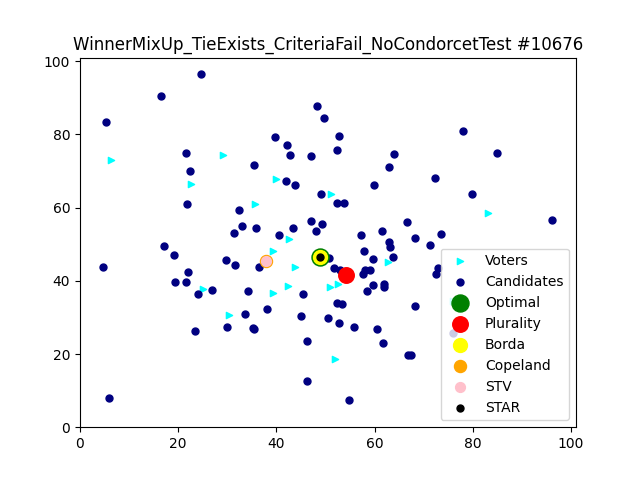 WinnerMixUp_TieExists_CriteriaFail_NoCondorcetTest #10676
100
80
60
40
20
0
0 20 40 60 80 100
Voters
Candidates
Optimal
Plurality
Borda
Copeland
STV
STAR